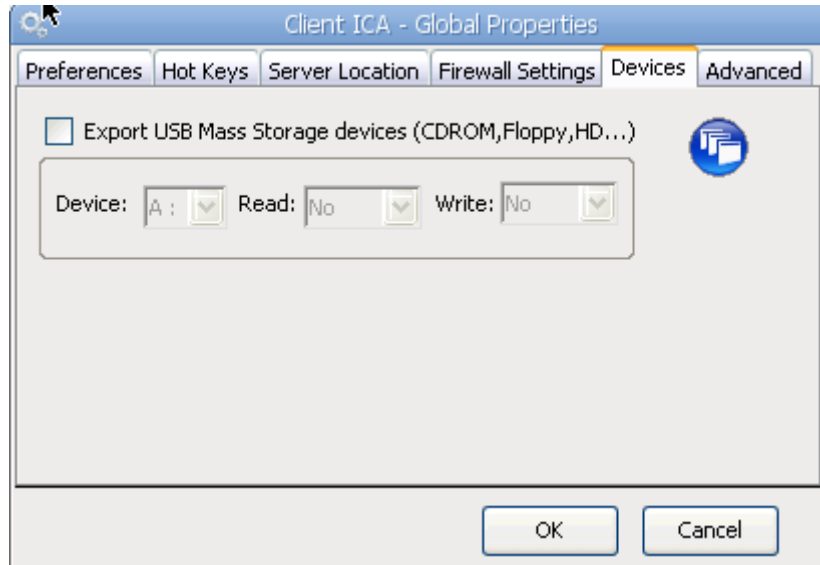 Client ICA - Global Properties
Preferences Hot Keys Server Location Firewall Settings Devices Advanced
Export USB Mass Storage devices (CDROM,Floppy,HD...)
Device: A : Read: No Write: No
OK Cancel